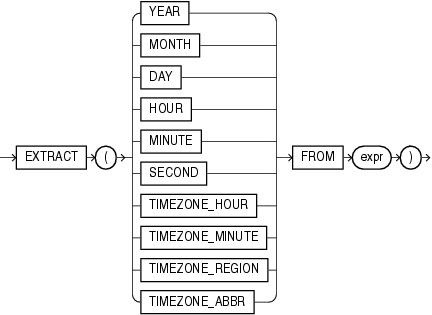 YEAR
MONTH
DAY
HOUR
MINUTE
EXTRACT ( FROM expr )
SECOND
TIMEZONE_HOUR
TIMEZONE_MINUTE
TIMEZONE_REGION
TIMEZONE_ABBR